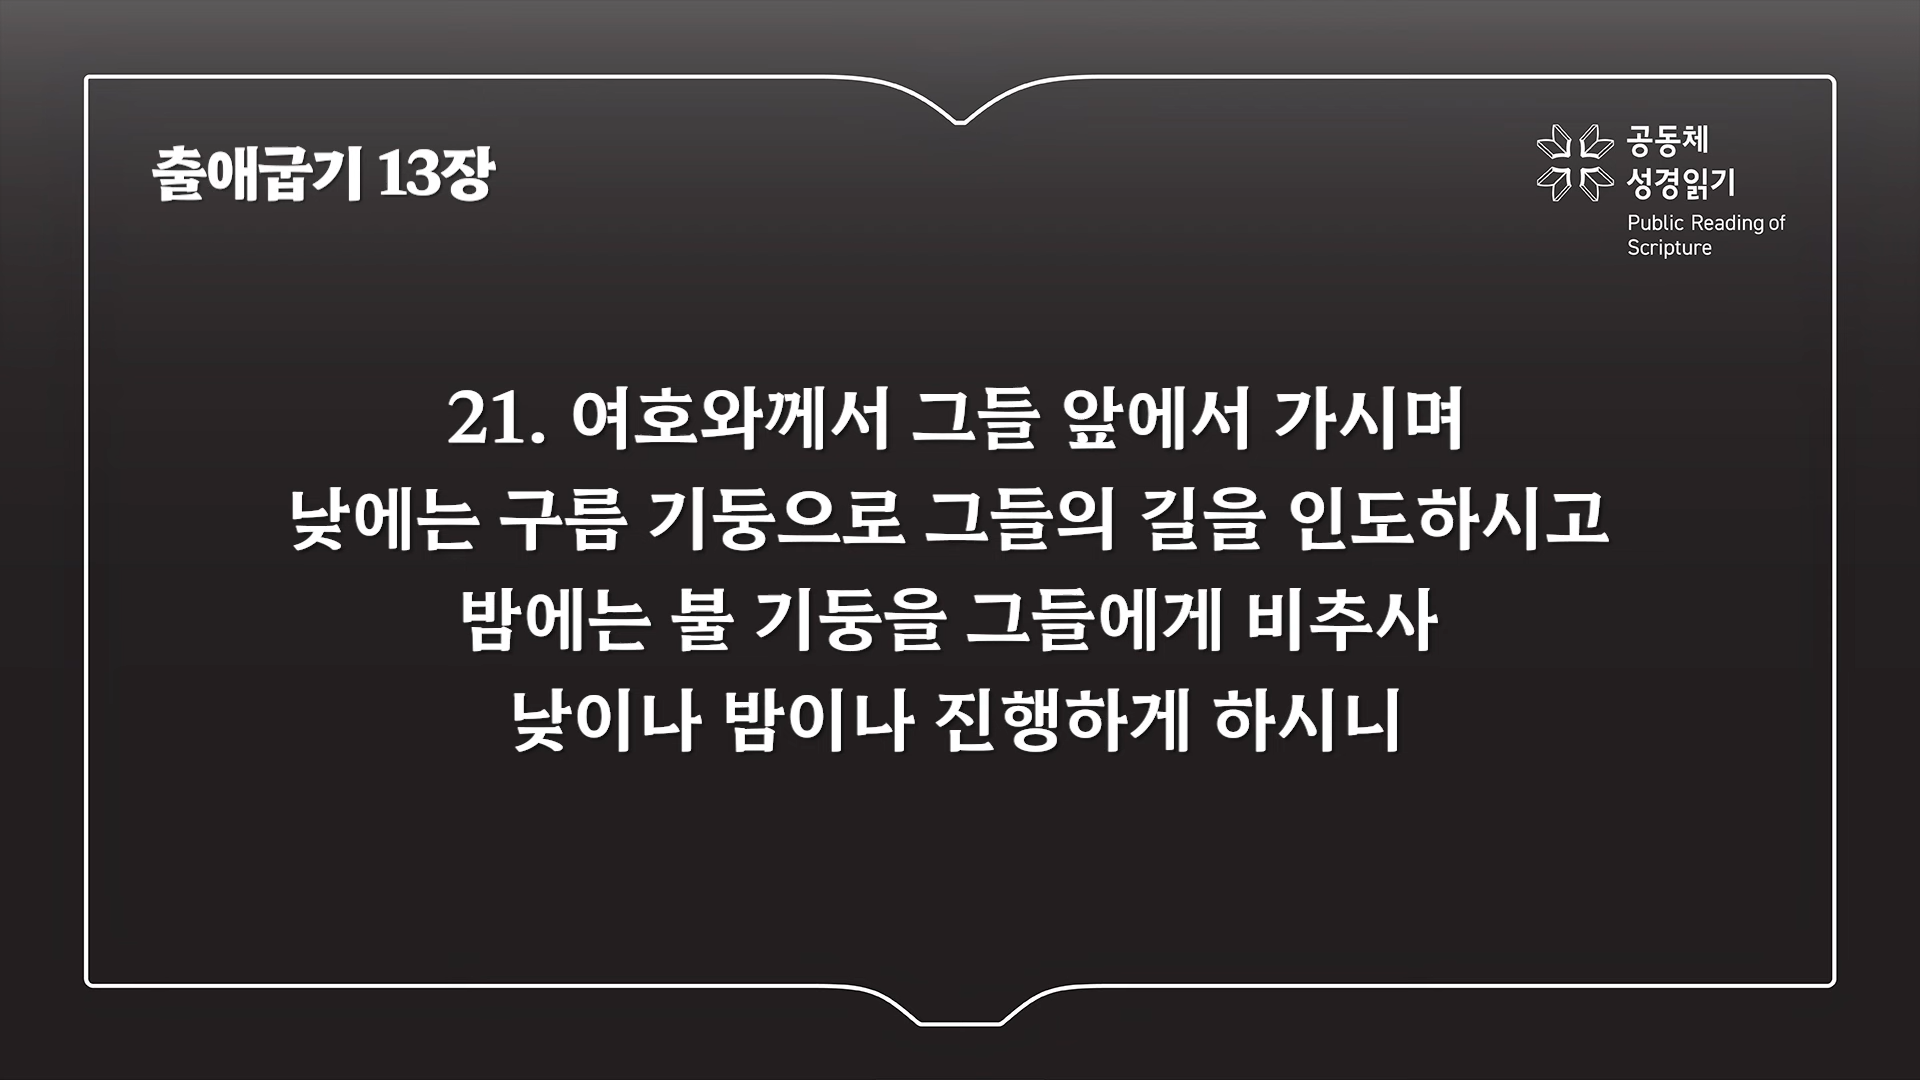 출애굽기 13장
공동체
성경읽기
Public Reading of
Scripture
21. 여호와께서 그들 앞에서 가시며
낮에는 구름 기둥으로 그들의 길을 인도하시고
밤에는 불 기둥을 그들에게 비추사
낮이나 밤이나 진행하게 하시니